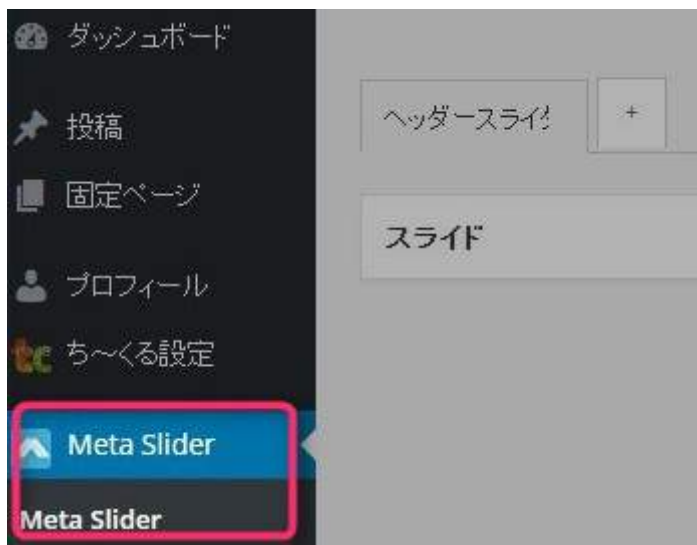 ダッシュボード
投稿
固定ページ
プロフィール
tc ち～くる設定
Meta Slider
Meta Slider
ヘッダースライ
+
スライド